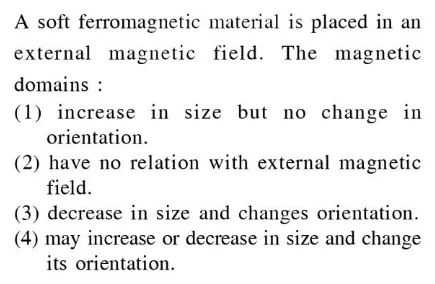 A soft ferromagnetic material is placed in an
external magnetic field. The magnetic
domains :
(1) increase in size but no change in
orientation.
(2) have no relation with external magnetic
field.
(3) decrease in size and changes orientation.
(4) may increase or decrease in size and change
its orientation.